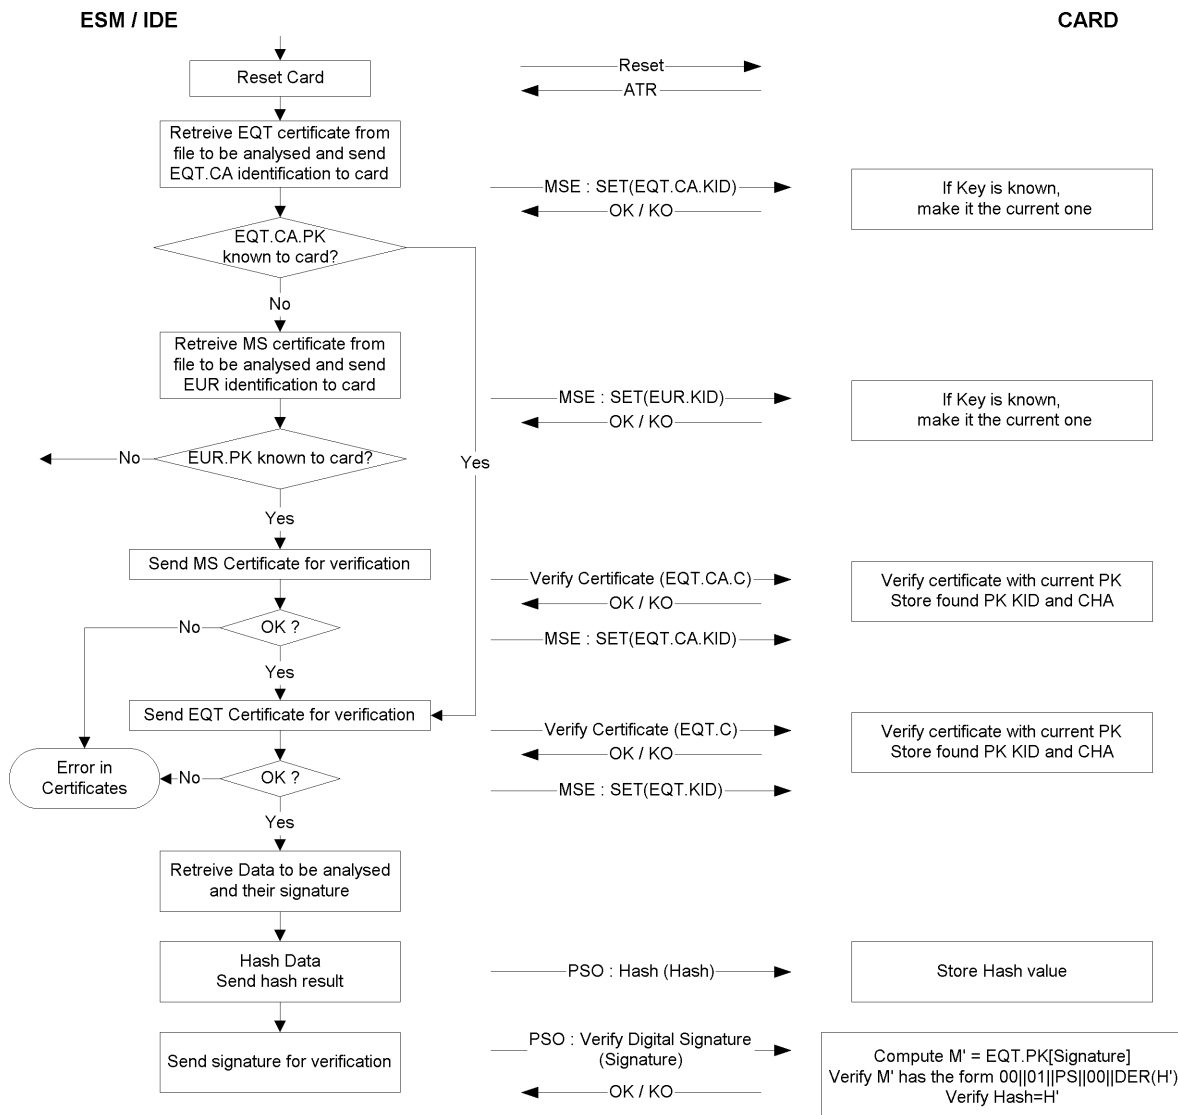 ESM / IDE
CARD
Reset Card
Reset
ATR
Retreive EQT certificate from
file to be analysed and send
EQT.CA identification to card
MSE : SET(EQT.CA.KID)
OK / KO
If Key is known,
make it the current one
EQT.CA.PK
known to card?
No
Retreive MS certificate from
file to be analysed and send
EUR identification to card
MSE : SET(EUR.KID)
OK / KO
If Key is known,
make it the current one
No
EUR.PK known to card?
Yes
Yes
Send MS Certificate for verification
Verify Certificate (EQT.CA.C)
OK / KO
Verify certificate with current PK
Store found PK KID and CHA
No
OK ?
MSE : SET(EQT.CA.KID)
Yes
Send EQT Certificate for verification
Verify Certificate (EQT.C)
OK / KO
Verify certificate with current PK
Store found PK KID and CHA
Error in
Certificates
No
OK ?
MSE : SET(EQT.KID)
Yes
Retreive Data to be analysed
and their signature
Hash Data
Send hash result
PSO : Hash (Hash)
Store Hash value
Send signature for verification
PSO : Verify Digital Signature
(Signature)
OK / KO
Compute M' = EQT.PK[Signature]
Verify M' has the form 00||01||PS||00||DER(H')
Verify Hash=H'